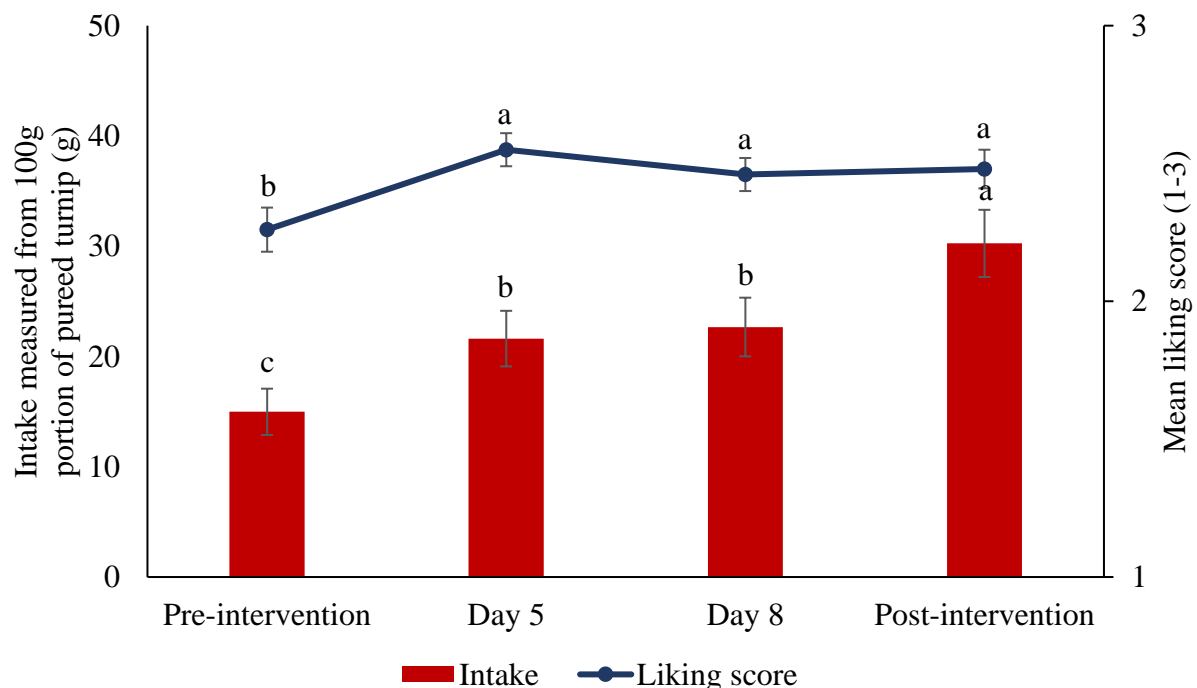 50
40
30
20
10
0
Intake measured from 100g
portion of pureed turnip (g)
b
a
a
a
c
b
b
a
3
2
1
Mean liking score (1-3)
Pre-intervention
Day 5
Day 8
Post-intervention
Intake
Liking score